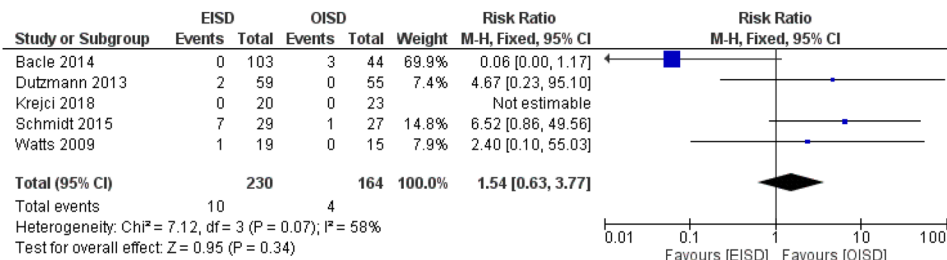 EISD OISD Risk Ratio Risk Ratio
Study or Subgroup Events Total Events Total Weight M-H, Fixed, 95% CI M-H, Fixed, 95% CI
Bacle 2014 0 103 3 44 69.9% 0.06 [0.00, 1.17]
Dutzmann 2013 2 59 0 55 7.4% 4.67 [0.23, 95.10]
Krejci 2018 0 20 0 23 Not estimable
Schmidt 2015 7 29 1 27 14.8% 6.52 [0.86, 49.56]
Watts 2009 1 19 0 15 7.9% 2.40 [0.10, 55.03]
Total (95% CI) 230 164 100.0% 1.54 [0.63, 3.77]
Total events 10 4
Heterogeneity: Chi² = 7.12, df = 3 (P = 0.07); I² = 58%
Test for overall effect: Z = 0.95 (P = 0.34)
0.01 0.1 1 10 100
Favours [EISD] Favours [OISD]